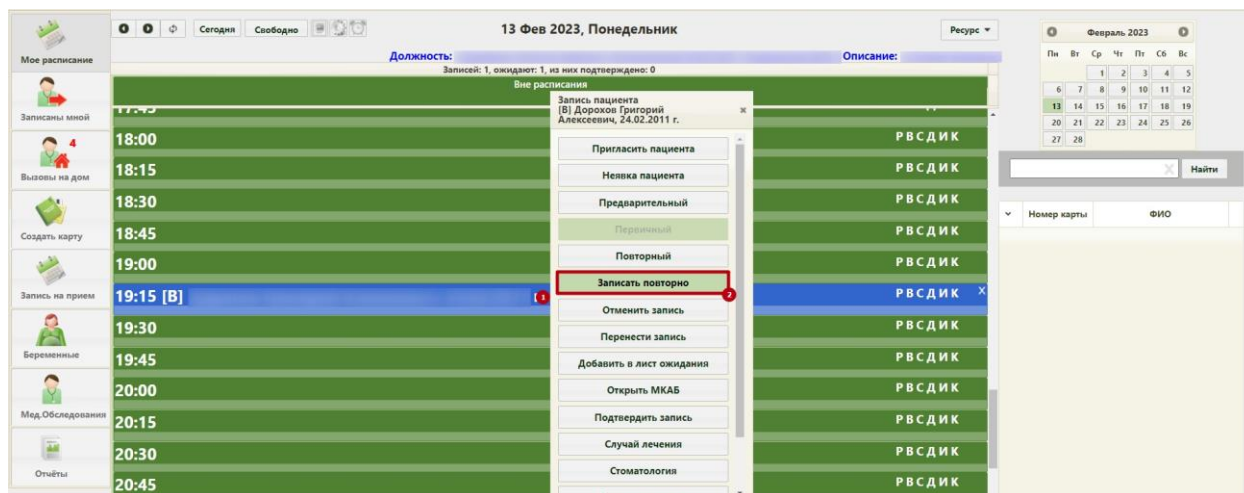 Мое расписание
Записаны мной
4
Вызовы на дом
Создать карту
Запись на прием
Беременные
Мед.Обследования
Отчёты
Сегодня
Свободно
13 Фев 2023, Понедельник
Ресурс
Должность:
Описание:
Записей: 1, ожидают: 1, из них подтверждено: 0
Вне расписания
17:45
18:00 РВСДИК
18:15 РВСДИК
18:30 РВСДИК
18:45 РВСДИК
19:00 РВСДИК
19:15 [В] РВСДИК X
19:30 РВСДИК
19:45 РВСДИК
20:00 РВСДИК
20:15 РВСДИК
20:30 РВСДИК
20:45 РВСДИК
Запись пациента
[В] Дорохов Григорий
Алексеевич, 24.02.2011 г.
Пригласить пациента
Неявка пациента
Предварительный
Первичный
Повторный
Записать повторно
1
2
Отменить запись
Перенести запись
Добавить в лист ожидания
Открыть МКАБ
Подтвердить запись
Случай лечения
Стоматология
Февраль 2023
Пн Вт Ср Чт Пт Сб Вс
1 2 3 4 5
6 7 8 9 10 11 12
13 14 15 16 17 18 19
20 21 22 23 24 25 26
27 28
X Найти
Номер карты ФИО